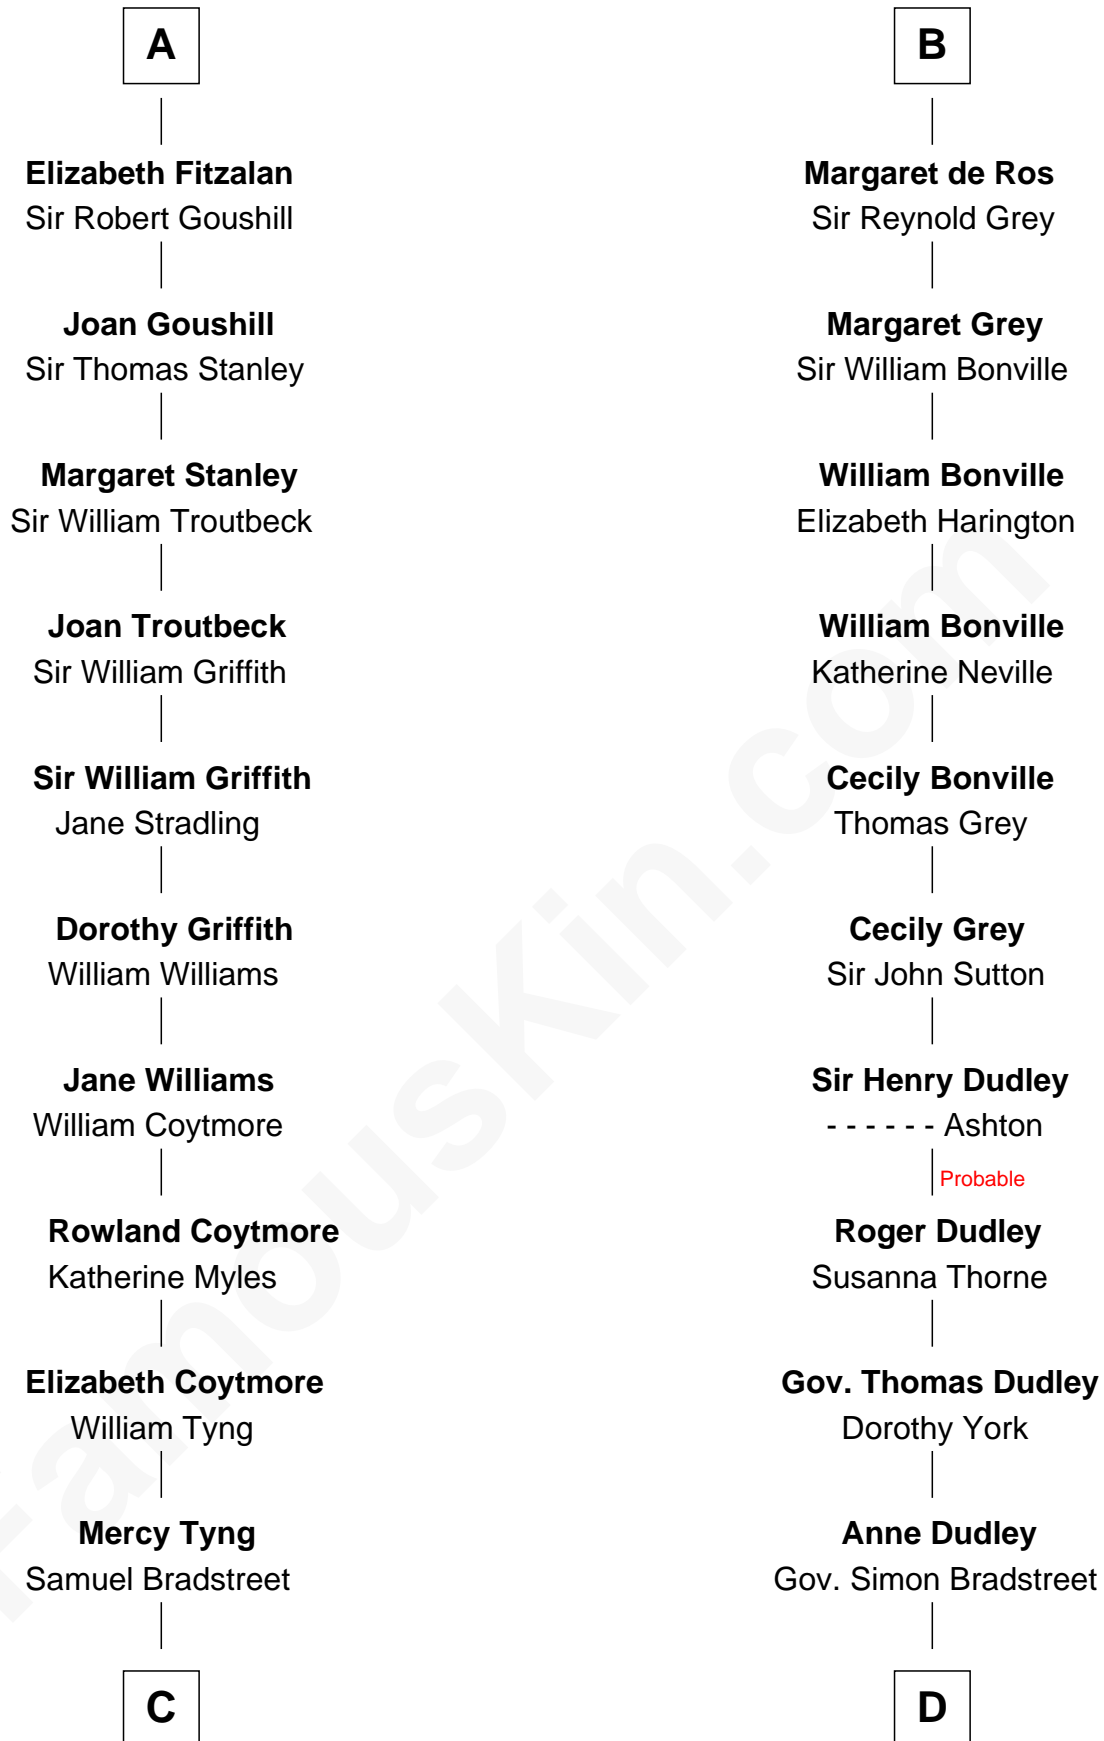 A
Elizabeth Fitzalan
Sir Robert Goushill
Joan Goushill
Sir Thomas Stanley
Margaret Stanley
Sir William Troutbeck
Joan Troutbeck
Sir William Griffith
Sir William Griffith
Jane Stradling
Dorothy Griffith
William Williams
Jane Williams
William Coytmore
Rowland Coytmore
Katherine Myles
Elizabeth Coytmore
William Tyng
Mercy Tyng
Samuel Bradstreet
C
B
Margaret de Ros
Sir Reynold Grey
Margaret Grey
Sir William Bonville
William Bonville
Elizabeth Harington
William Bonville
Katherine Neville
Cecily Bonville
Thomas Grey
Cecily Grey
Sir John Sutton
Sir Henry Dudley
- - - - - - Ashton
Probable
Roger Dudley
Susanna Thorne
Gov. Thomas Dudley
Dorothy York
Anne Dudley
Gov. Simon Bradstreet
D
FamousKin.com